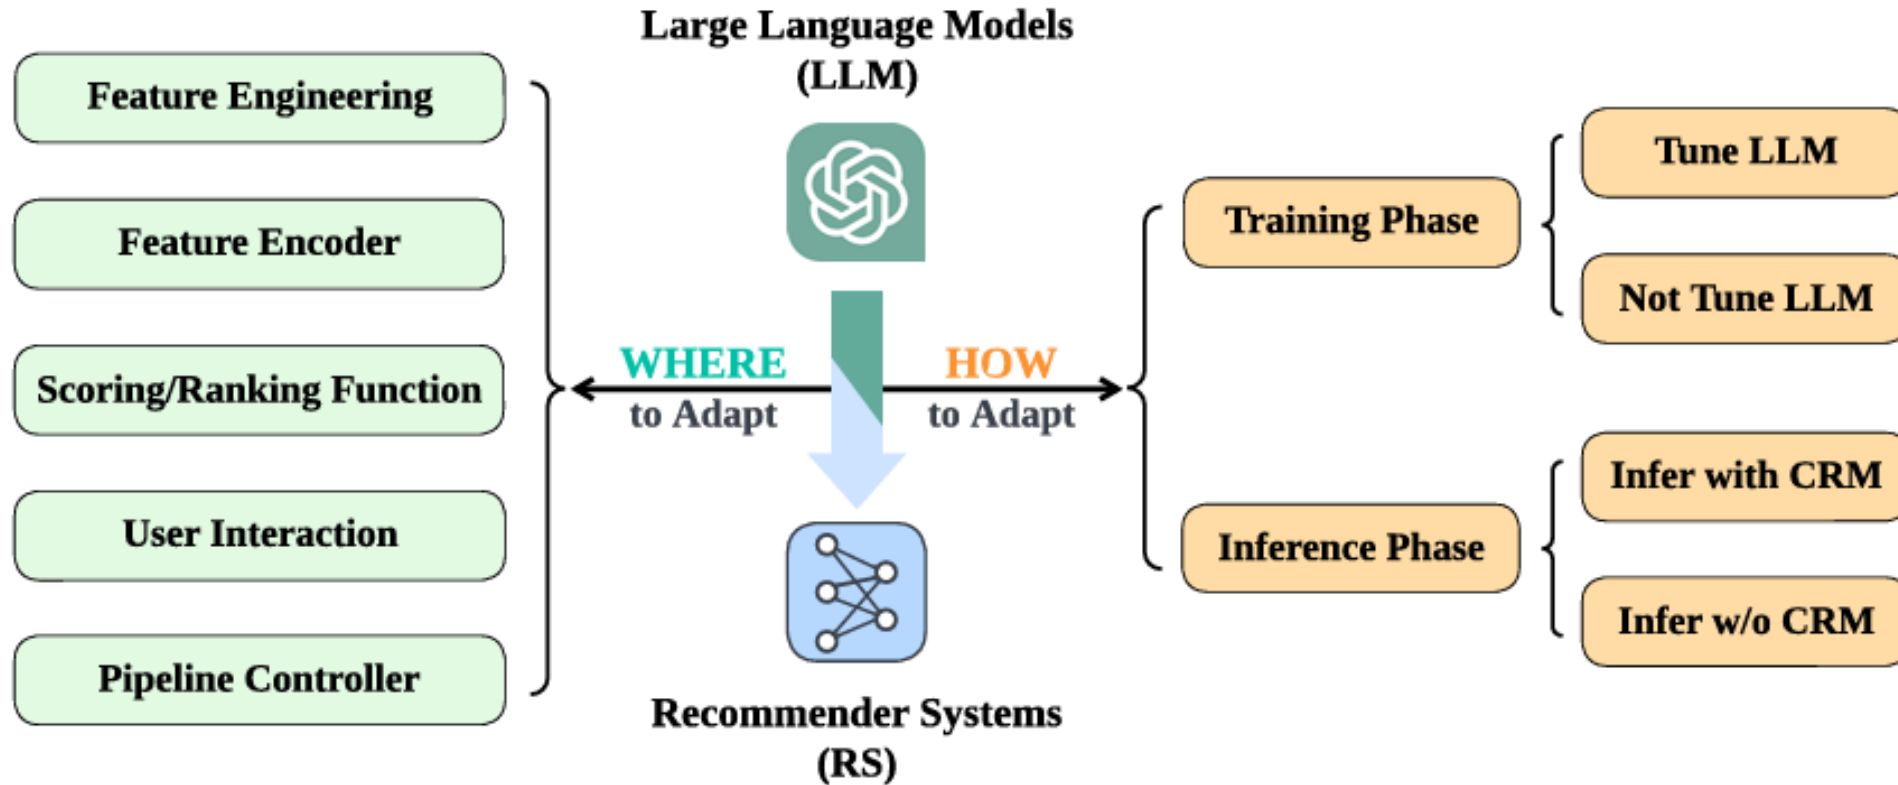 Large Language Models
(LLM)
Feature Engineering
Feature Encoder
Scoring/Ranking Function
User Interaction
Pipeline Controller
WHERE
to Adapt
HOW
to Adapt
Training Phase
Tune LLM
Not Tune LLM
Inference Phase
Infer with CRM
Infer w/o CRM
Recommender Systems
(RS)